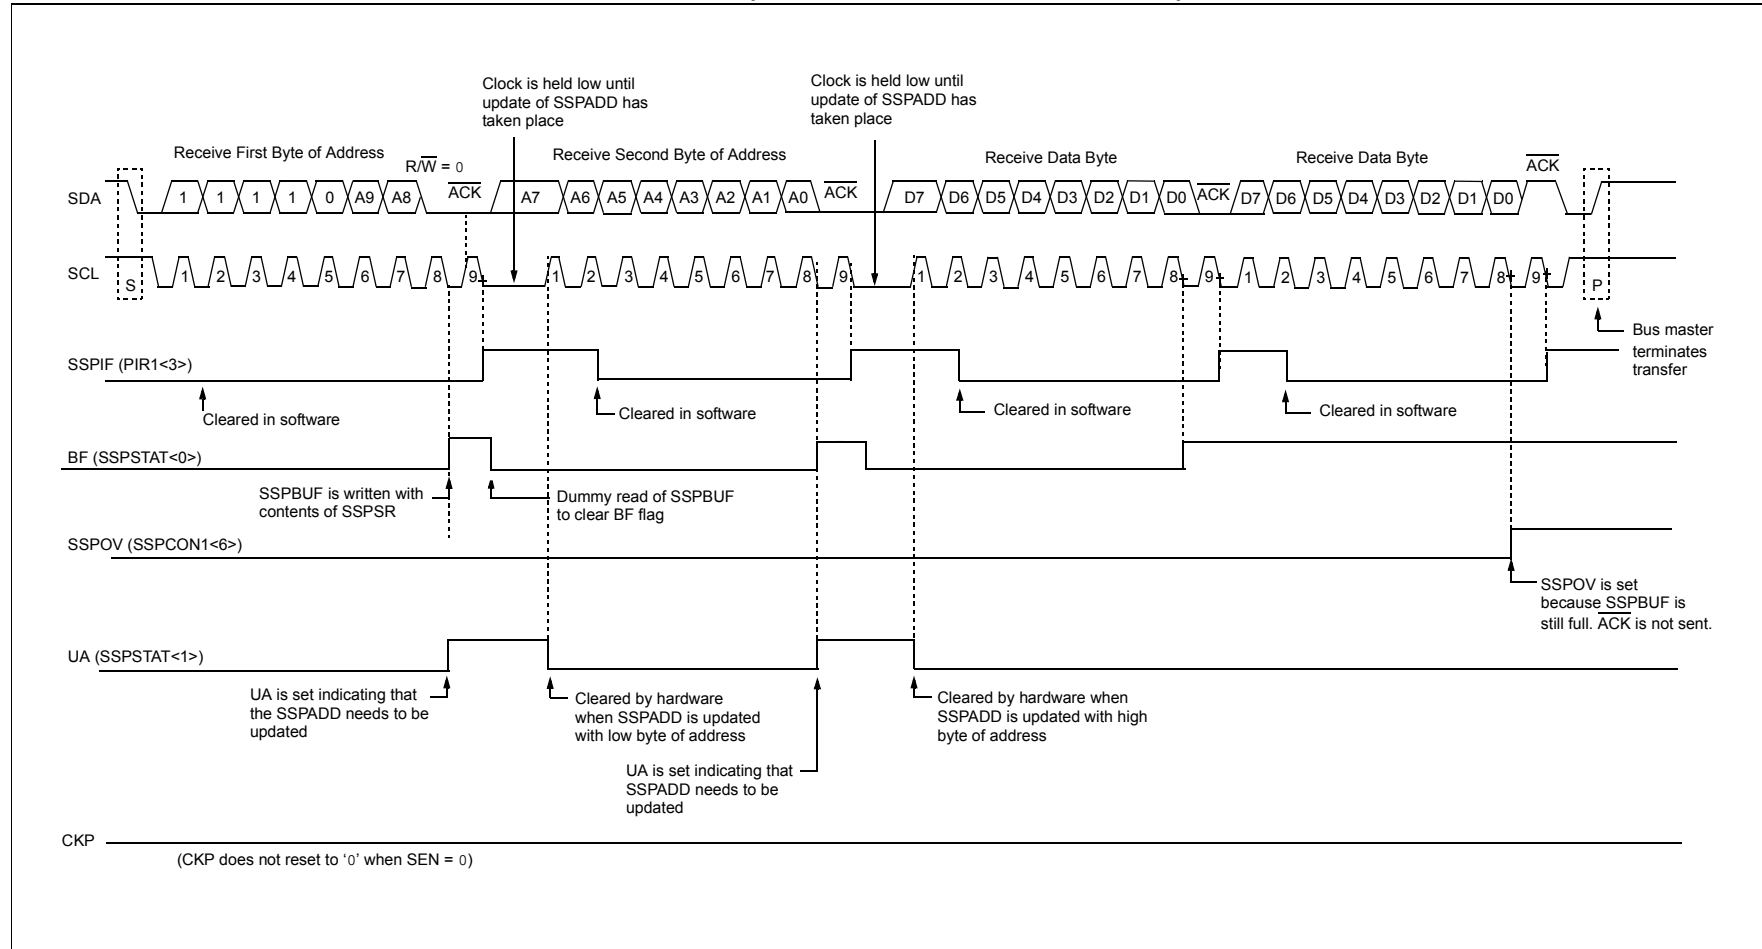 Clock is held low until
update of SSPADD has
taken place
Clock is held low until
update of SSPADD has
taken place
Receive First Byte of Address
R/W̅ = 0
Receive Second Byte of Address
Receive Data Byte
Receive Data Byte
A̅C̅K̅
SDA 1 1 1 1 0 A9 A8 A̅C̅K̅ A7 A6 A5 A4 A3 A2 A1 A0 A̅C̅K̅ D7 D6 D5 D4 D3 D2 D1 D0 A̅C̅K̅ D7 D6 D5 D4 D3 D2 D1 D0
SCL S 1 2 3 4 5 6 7 8 9 1 2 3 4 5 6 7 8 9 1 2 3 4 5 6 7 8 9 1 2 3 4 5 6 7 8 9 P
Bus master
terminates
transfer
SSPIF (PIR1<3>)
Cleared in software
Cleared in software
Cleared in software
Cleared in software
BF (SSPSTAT<0>)
SSPBUF is written with
contents of SSPSR
Dummy read of SSPBUF
to clear BF flag
SSPOV (SSPCON1<6>)
SSPOV is set
because SSPBUF is
still full. A̅C̅K̅ is not sent.
UA (SSPSTAT<1>)
UA is set indicating that
the SSPADD needs to be
updated
Cleared by hardware
when SSPADD is updated
with low byte of address
Cleared by hardware when
SSPADD is updated with high
byte of address
UA is set indicating that
SSPADD needs to be
updated
CKP
(CKP does not reset to ‘0’ when SEN = 0)